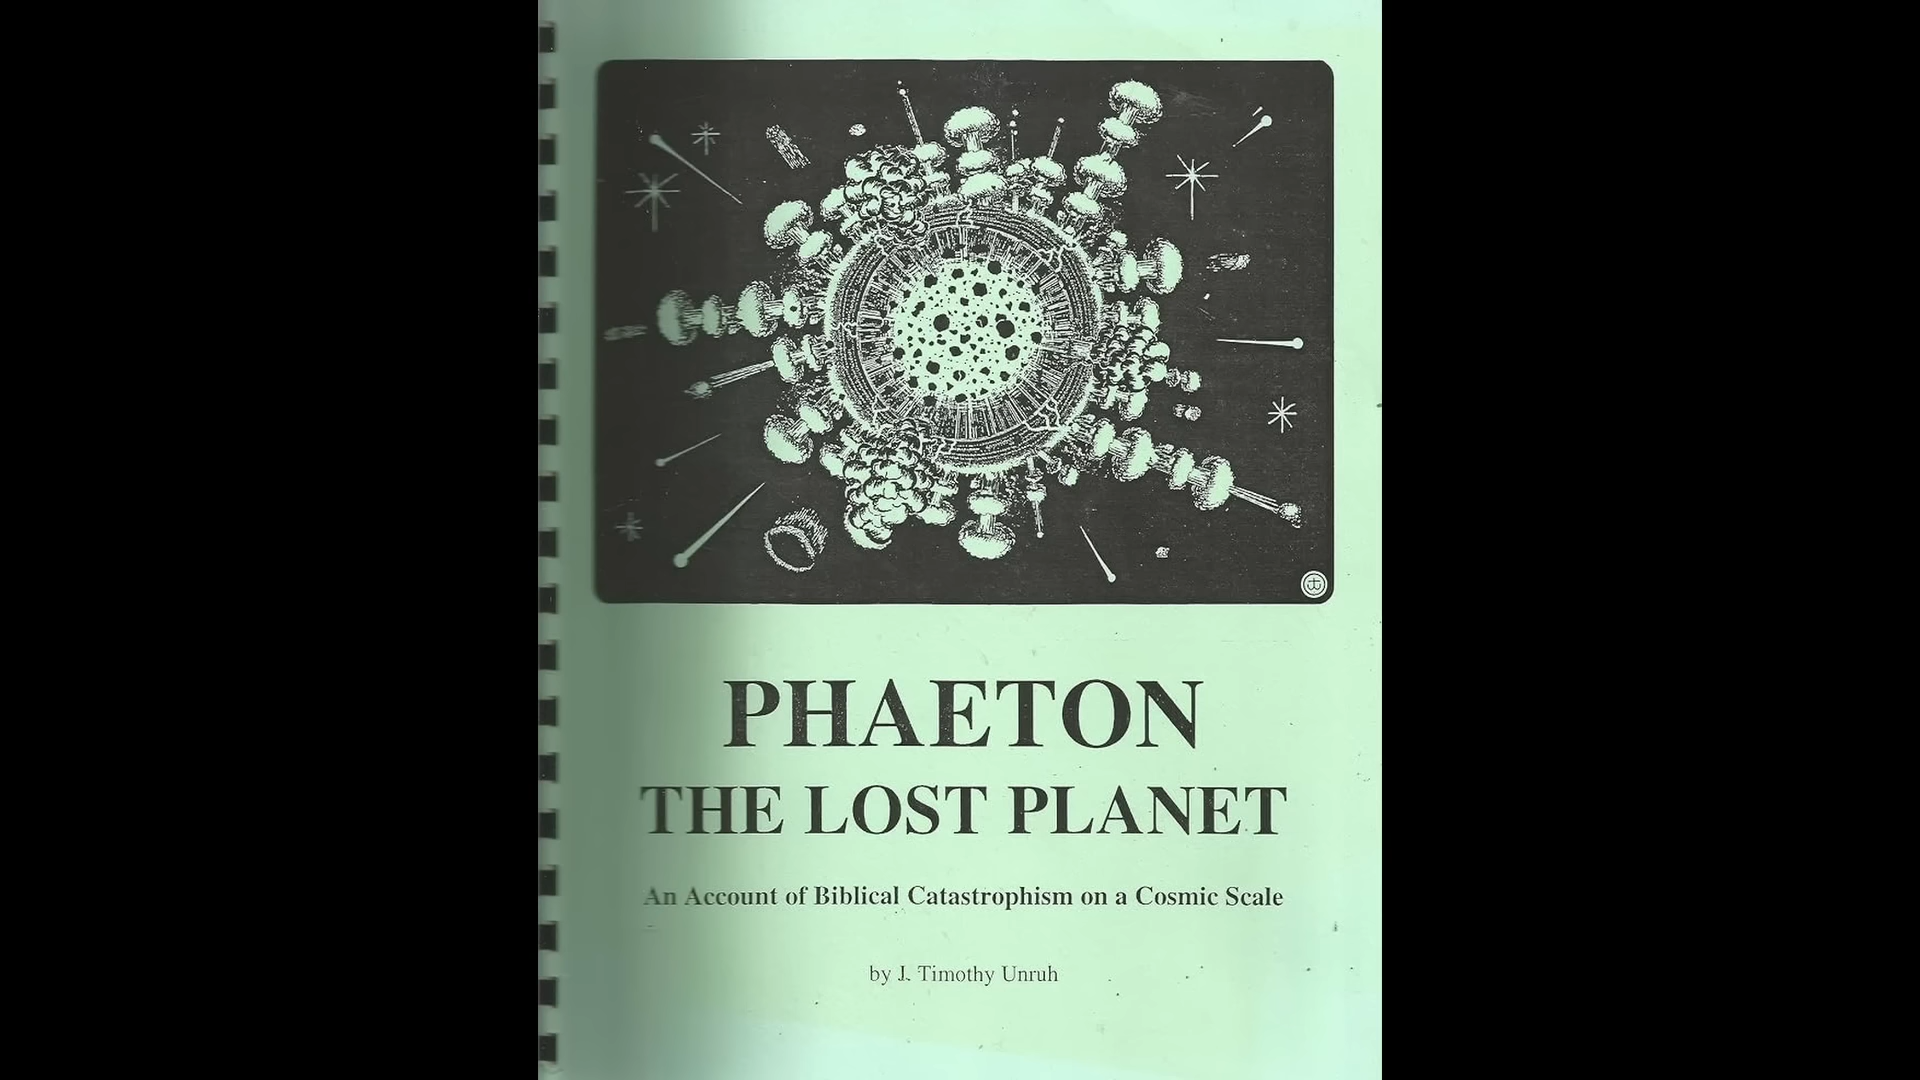 PHAETON
THE LOST PLANET
An Account of Biblical Catastrophism on a Cosmic Scale
by J. Timothy Unruh